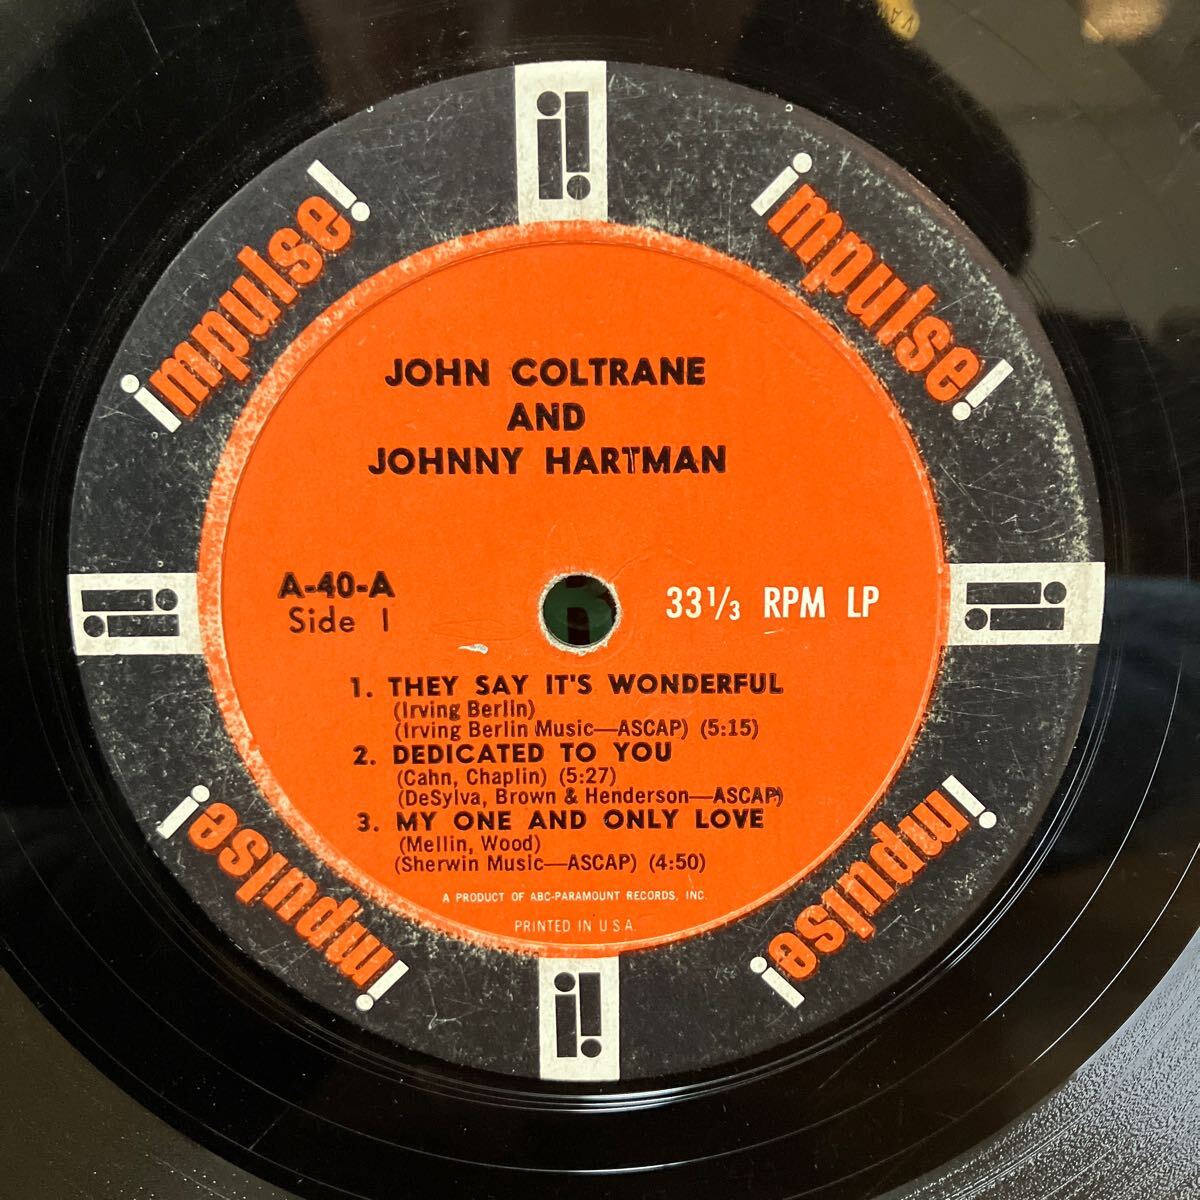 impulse!
impulse!
JOHN COLTRANE
AND
JOHNNY HARTMAN
A-40-A
Side 1
33 1/3 RPM LP
1. THEY SAY IT'S WONDERFUL
(Irving Berlin)
(Irving Berlin Music—ASCAP) (5:15)
2. DEDICATED TO YOU
(Cahn, Chaplin) (5:27)
(DeSylva, Brown & Henderson—ASCAP)
3. MY ONE AND ONLY LOVE
(Mellin, Wood)
(Sherwin Music—ASCAP) (4:50)
A PRODUCT OF ABC-PARAMOUNT RECORDS, INC.
PRINTED IN U.S.A.
impulse!
impulse!